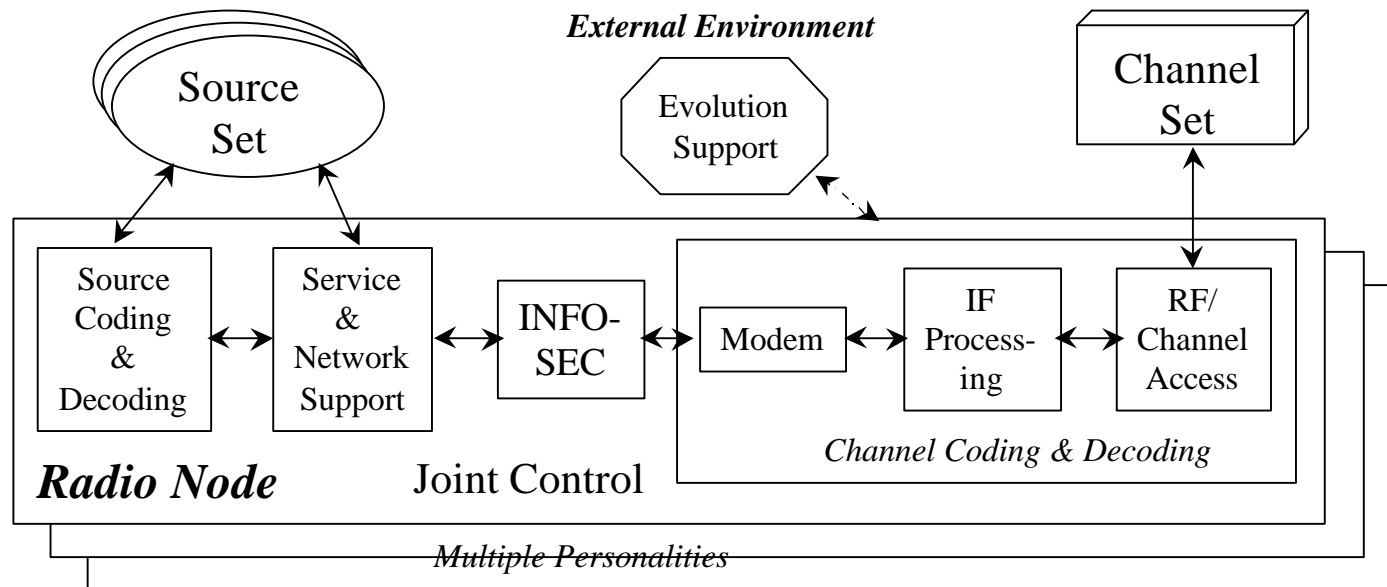 External Environment
Source
Set
Evolution
Support
Channel
Set
Source
Coding
&
Decoding
Service
&
Network
Support
INFO-
SEC
Modem
IF
Process-
ing
RF/
Channel
Access
Channel Coding & Decoding
Radio Node
Joint Control
Multiple Personalities